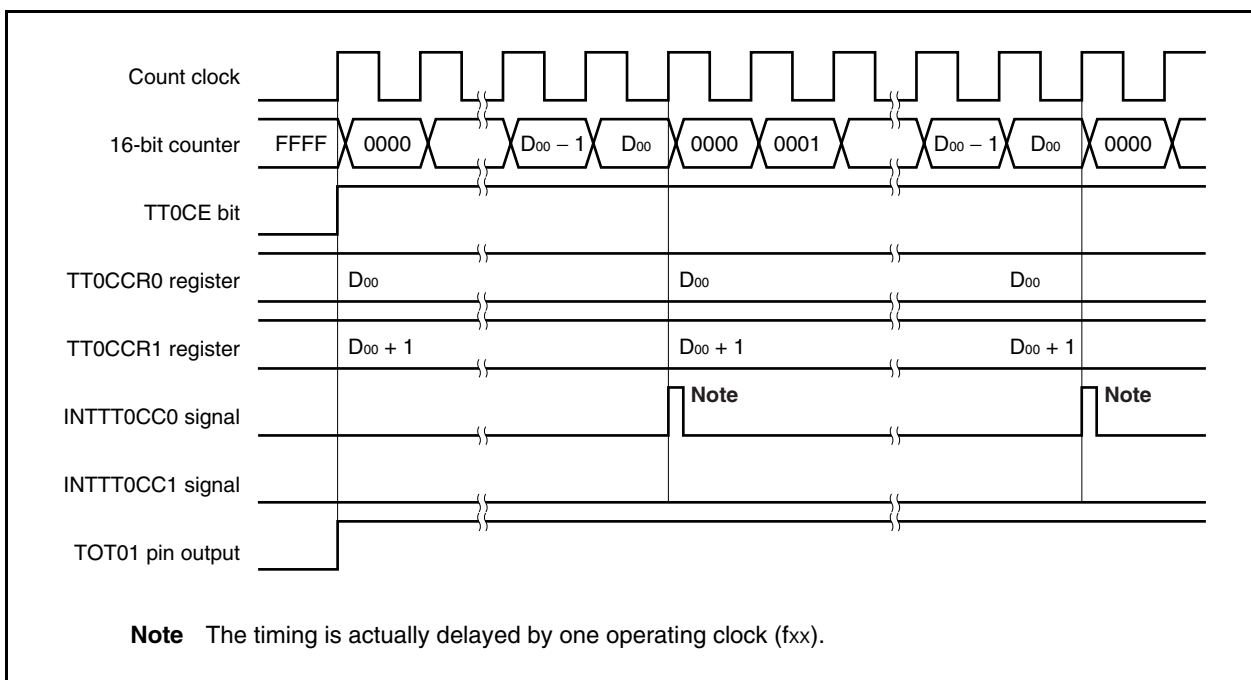 Count clock
16-bit counter FFFF 0000 D₀₀ − 1 D₀₀ 0000 0001 D₀₀ − 1 D₀₀ 0000
TT0CE bit
TT0CCR0 register D₀₀ D₀₀ D₀₀
TT0CCR1 register D₀₀ + 1 D₀₀ + 1 D₀₀ + 1
INTTT0CC0 signal Note Note
INTTT0CC1 signal
TOT01 pin output
Note The timing is actually delayed by one operating clock (fxx).